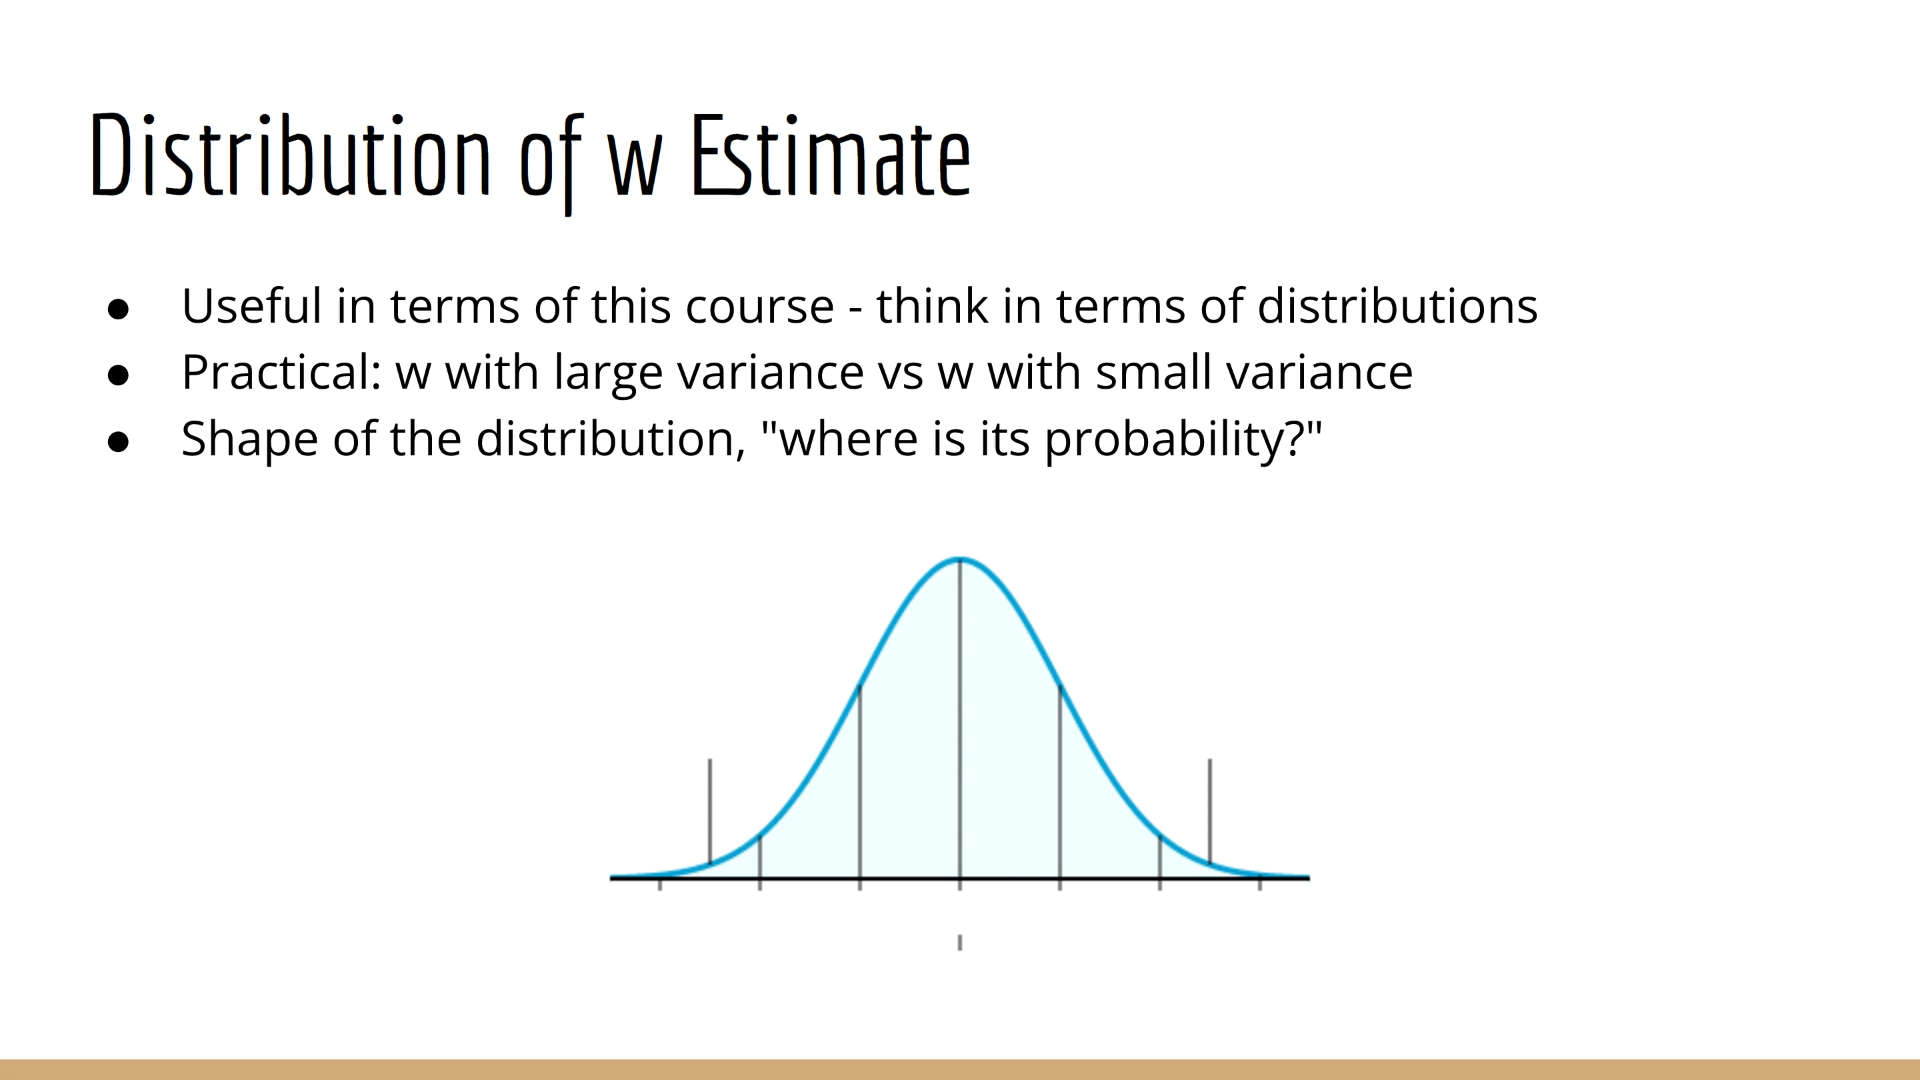 Distribution of w Estimate
● Useful in terms of this course - think in terms of distributions
● Practical: w with large variance vs w with small variance
● Shape of the distribution, "where is its probability?"